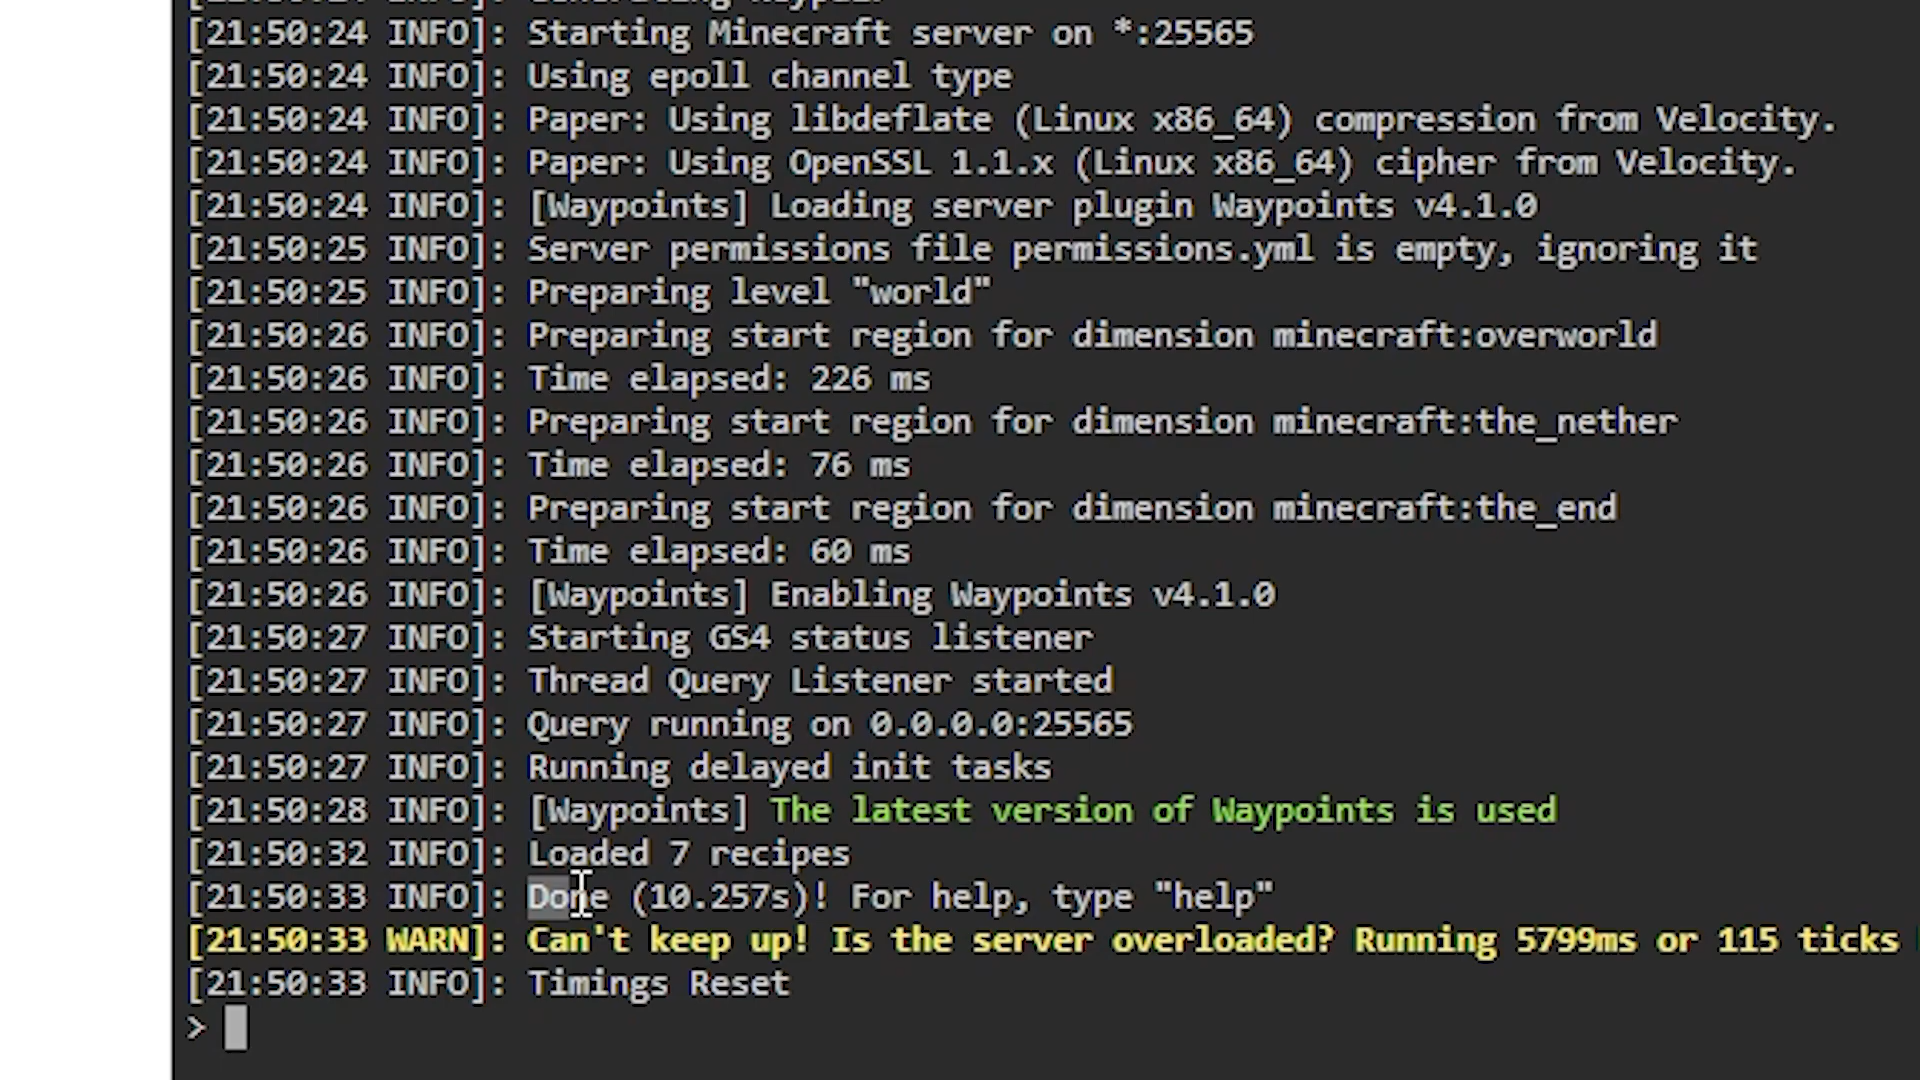 [21:50:24 INFO]: Starting Minecraft server on *:25565
[21:50:24 INFO]: Using epoll channel type
[21:50:24 INFO]: Paper: Using libdeflate (Linux x86_64) compression from Velocity.
[21:50:24 INFO]: Paper: Using OpenSSL 1.1.x (Linux x86_64) cipher from Velocity.
[21:50:24 INFO]: [Waypoints] Loading server plugin Waypoints v4.1.0
[21:50:25 INFO]: Server permissions file permissions.yml is empty, ignoring it
[21:50:25 INFO]: Preparing level "world"
[21:50:26 INFO]: Preparing start region for dimension minecraft:overworld
[21:50:26 INFO]: Time elapsed: 226 ms
[21:50:26 INFO]: Preparing start region for dimension minecraft:the_nether
[21:50:26 INFO]: Time elapsed: 76 ms
[21:50:26 INFO]: Preparing start region for dimension minecraft:the_end
[21:50:26 INFO]: Time elapsed: 60 ms
[21:50:26 INFO]: [Waypoints] Enabling Waypoints v4.1.0
[21:50:27 INFO]: Starting GS4 status listener
[21:50:27 INFO]: Thread Query Listener started
[21:50:27 INFO]: Query running on 0.0.0.0:25565
[21:50:27 INFO]: Running delayed init tasks
[21:50:28 INFO]: [Waypoints] The latest version of Waypoints is used
[21:50:32 INFO]: Loaded 7 recipes
[21:50:33 INFO]: Done (10.257s)! For help, type "help"
[21:50:33 WARN]: Can't keep up! Is the server overloaded? Running 5799ms or 115 ticks
[21:50:33 INFO]: Timings Reset
>